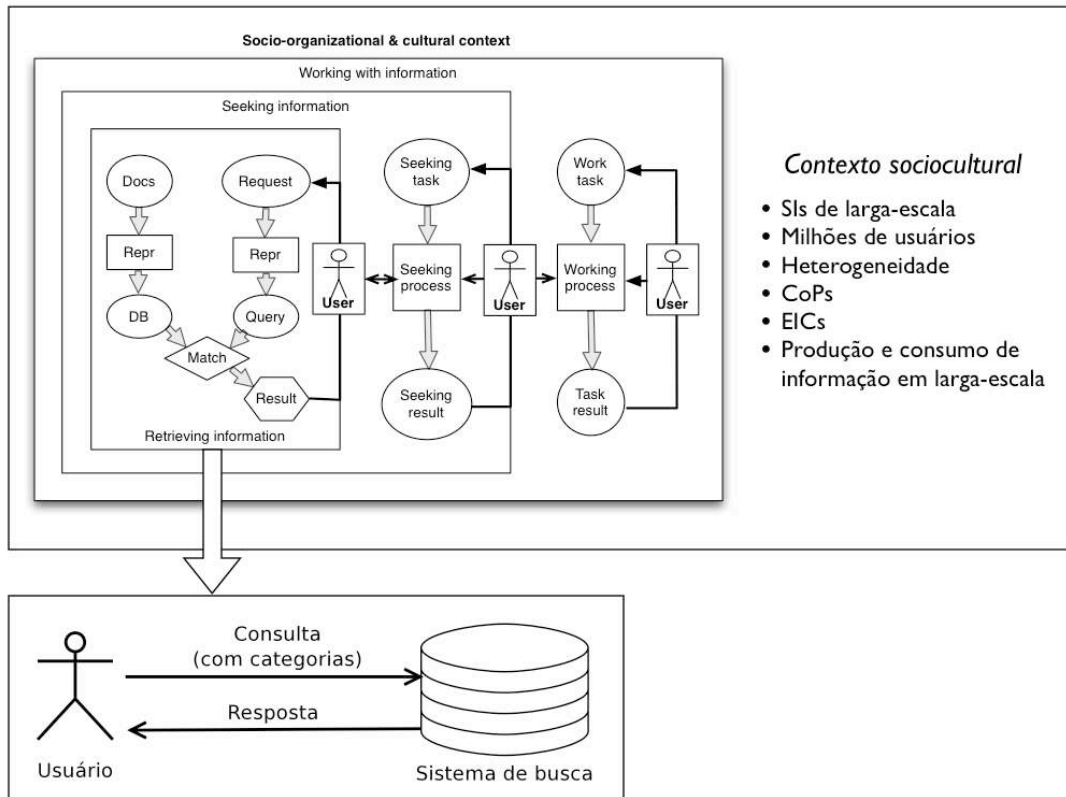 Socio-organizational & cultural context
Working with information
Seeking information
Docs
Request
Seeking
task
Work
task
Repr
Repr
User
Seeking
process
User
Working
process
User
DB
Query
Match
Result
Seeking
result
Task
result
Retrieving information
Contexto sociocultural
• SIs de larga-escala
• Milhões de usuários
• Heterogeneidade
• CoPs
• EICs
• Produção e consumo de
informação em larga-escala
Consulta
(com categorias)
Resposta
Usuário
Sistema de busca